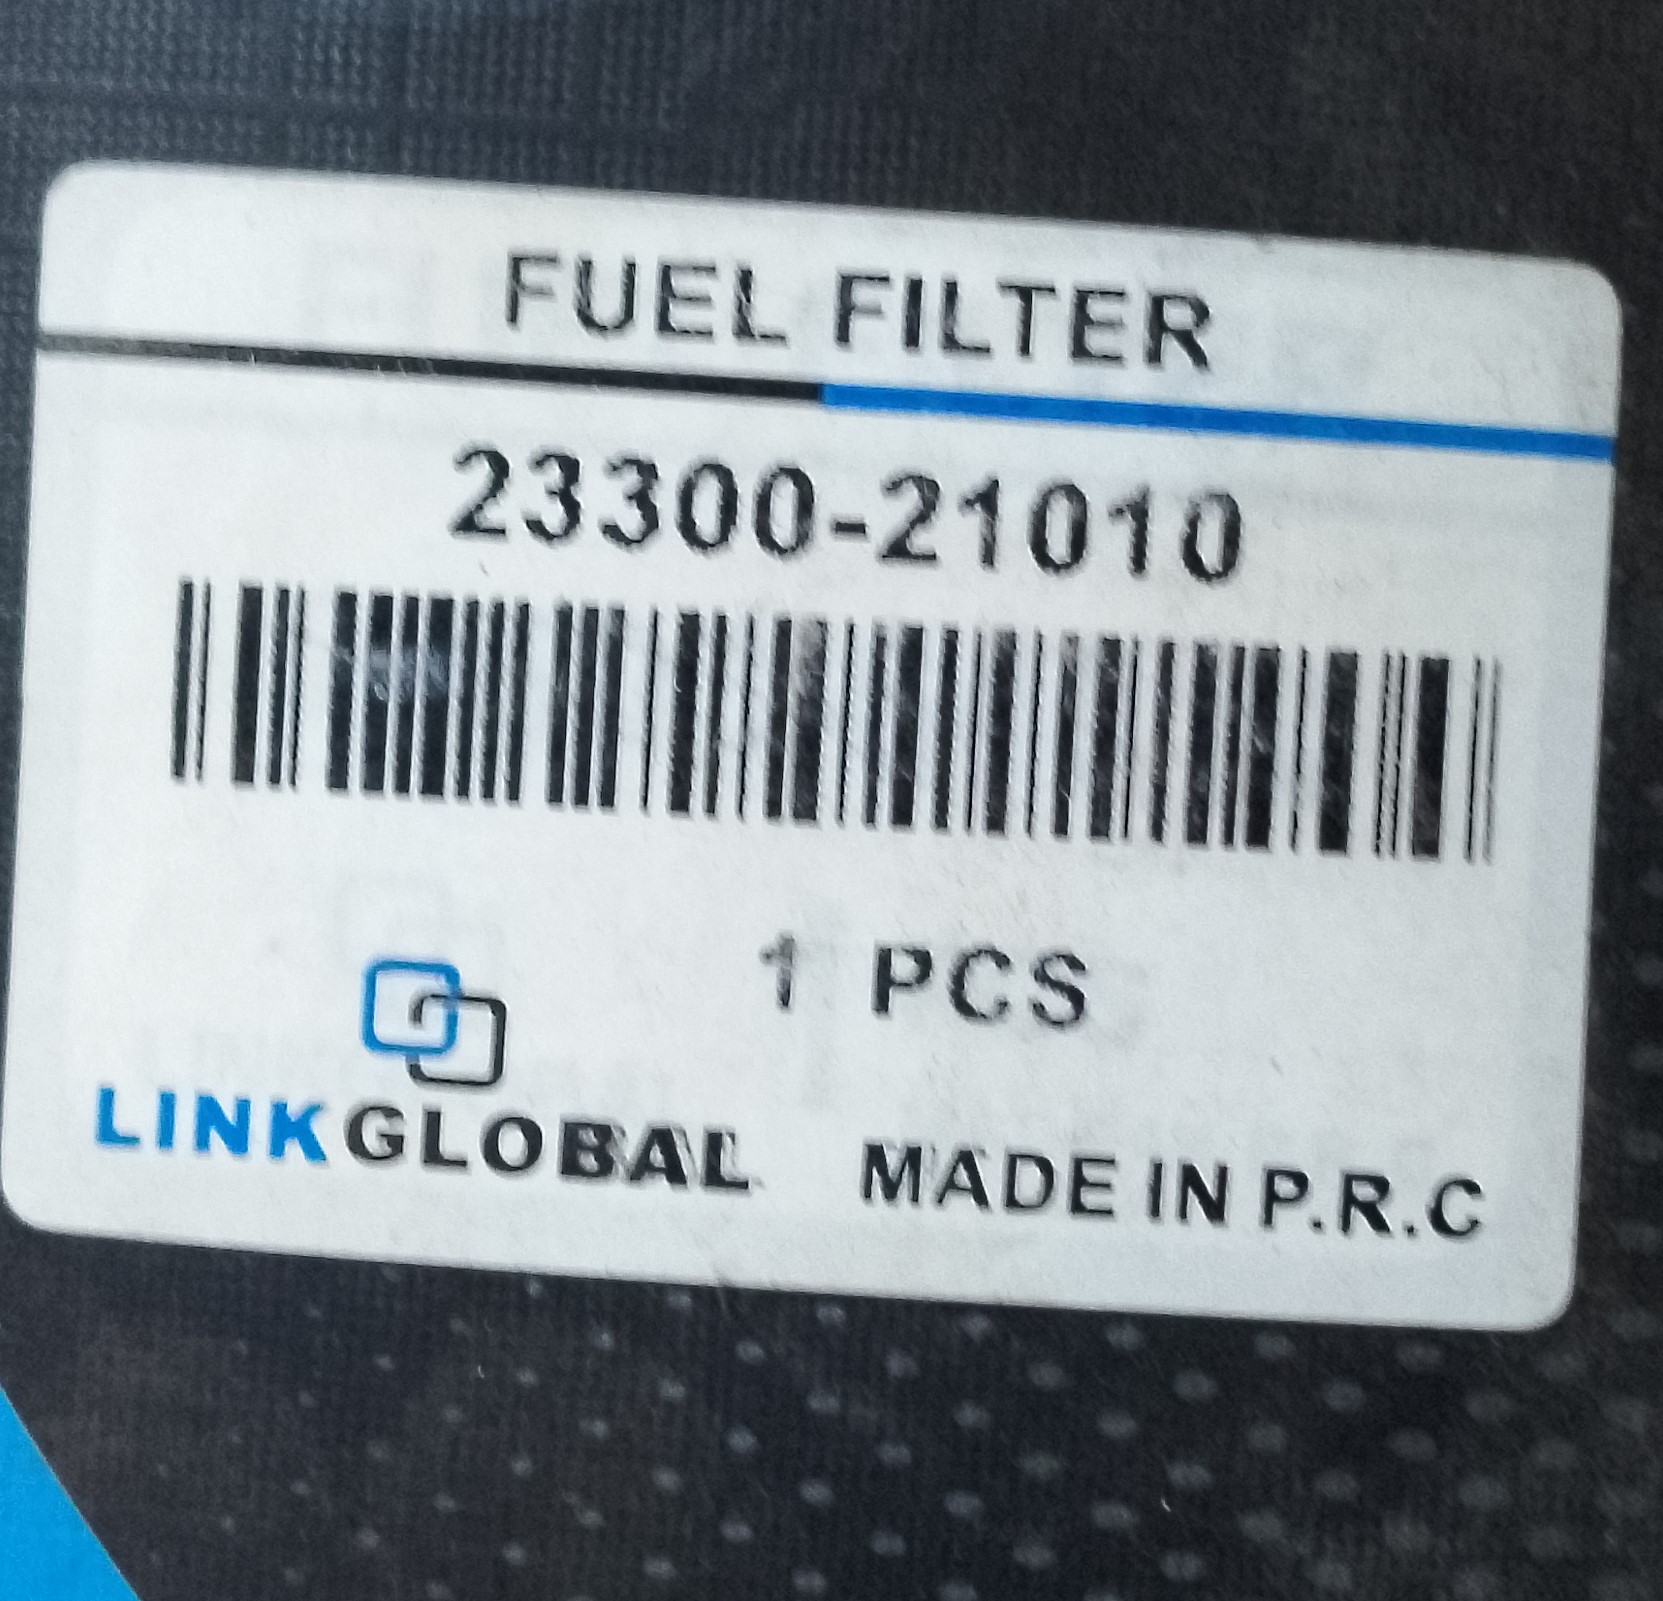 FUEL FILTER
23300-21010
1 PCS
LINKGLOBAL
MADE IN P.R.C